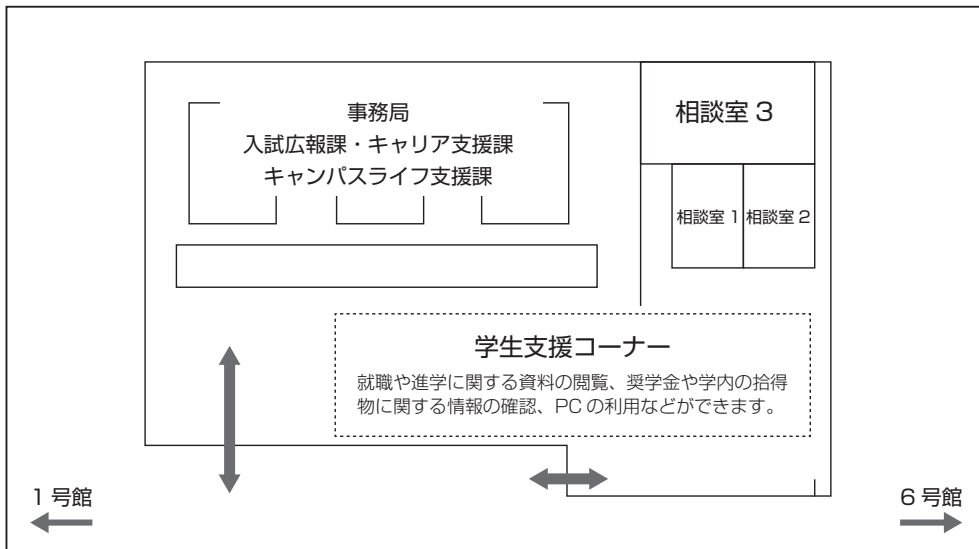 事務局
入試広報課・キャリア支援課
キャンパスライフ支援課
相談室 3
相談室 1
相談室 2
学生支援コーナー
就職や進学に関する資料の閲覧、奨学金や学内の拾得
物に関する情報の確認、PC の利用などができます。
1 号館
6 号館